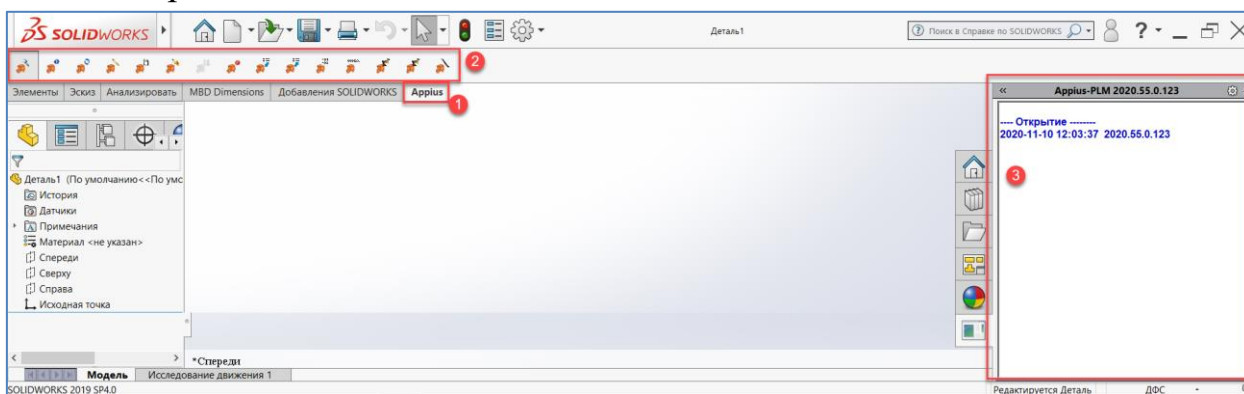 SOLIDWORKS
Деталь1
Поиск в Справке по SOLIDWORKS
?
2
Элементы Эскиз Анализировать MBD Dimensions Добавления SOLIDWORKS Appius
1
« Appius-PLM 2020.55.0.123
---- Открытие --------
2020-11-10 12:03:37 2020.55.0.123
3
Деталь1 (По умолчанию<<По умс
История
Датчики
Примечания
Материал <не указан>
Спереди
Сверху
Справа
Исходная точка
*Спереди
Модель Исследование движения 1
SOLIDWORKS 2019 SP4.0 Редактируется Деталь ДФС -